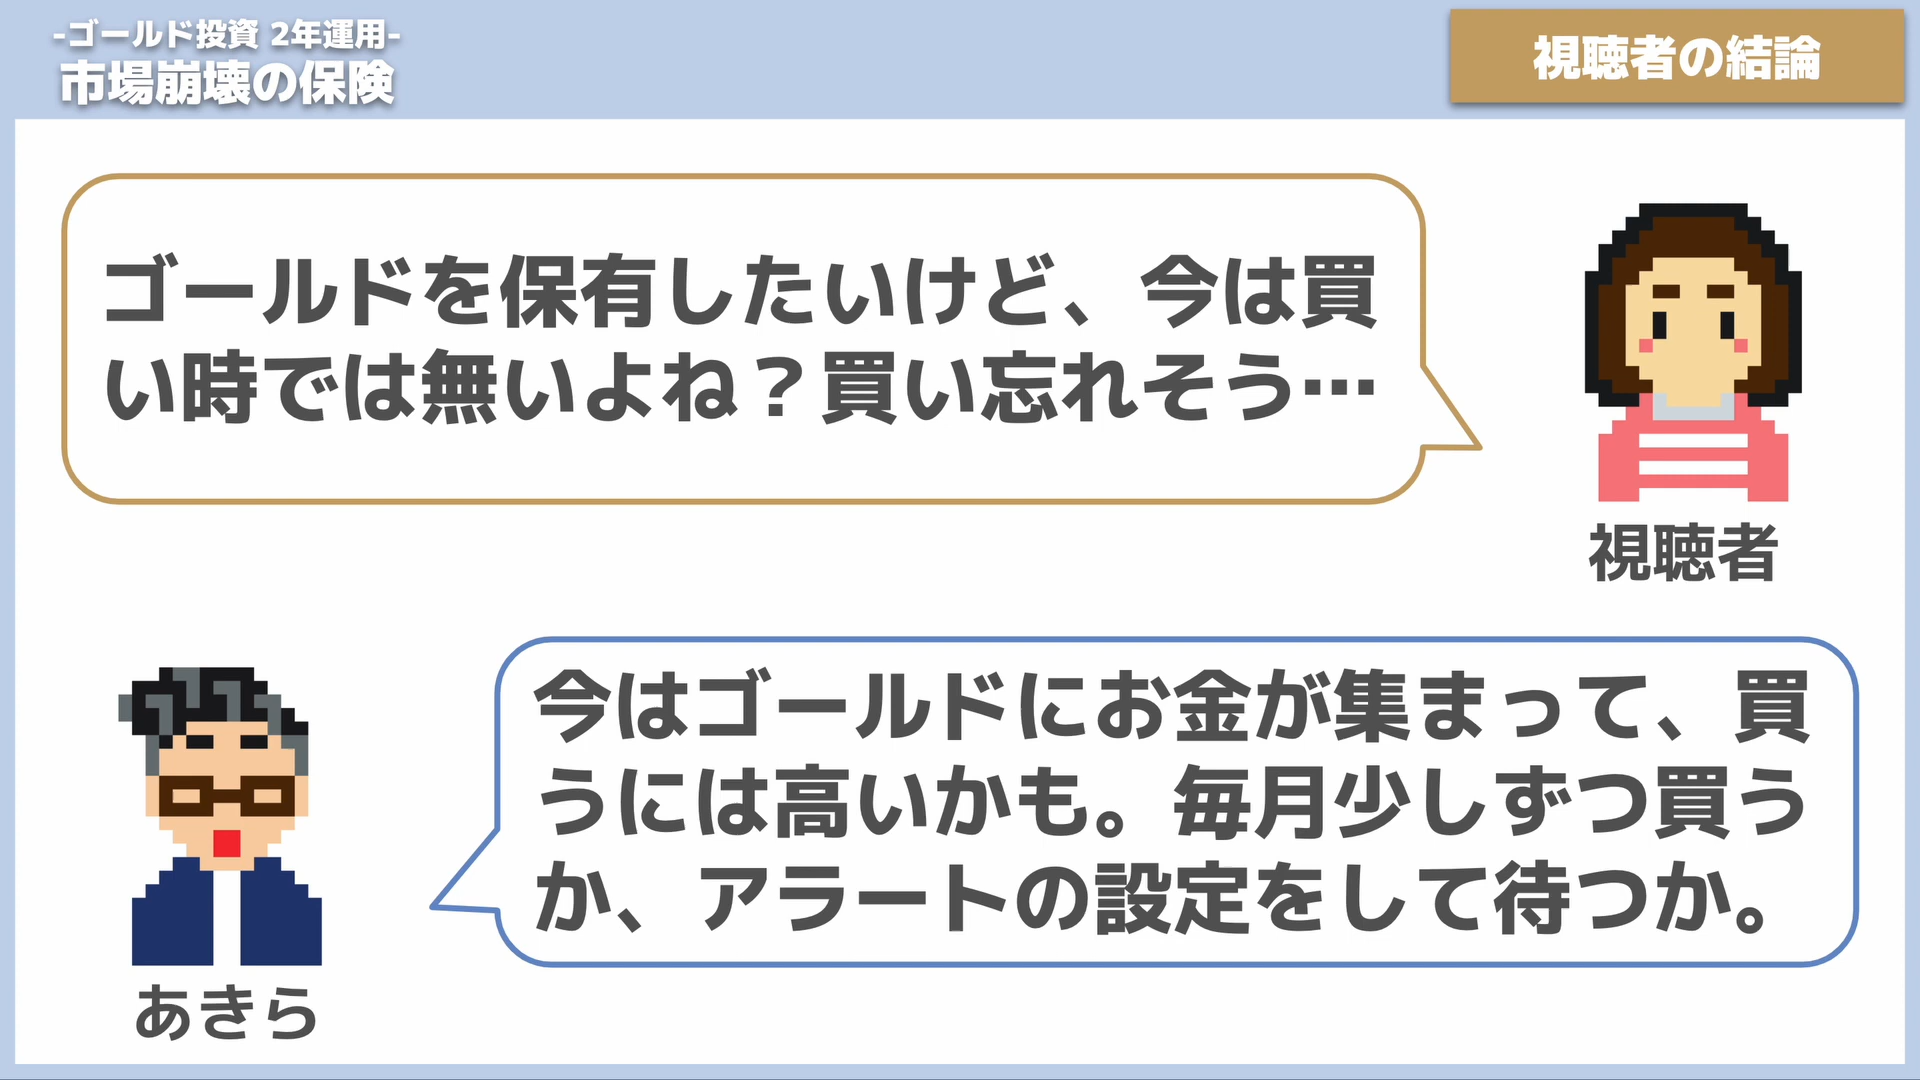 -ゴールド投資 2年運用-
市場崩壊の保険
視聴者の結論
ゴールドを保有したいけど、今は買
い時では無いよね？買い忘れそう…
視聴者
今はゴールドにお金が集まって、買
うには高いかも。毎月少しずつ買う
か、アラートの設定をして待つか。
あきら